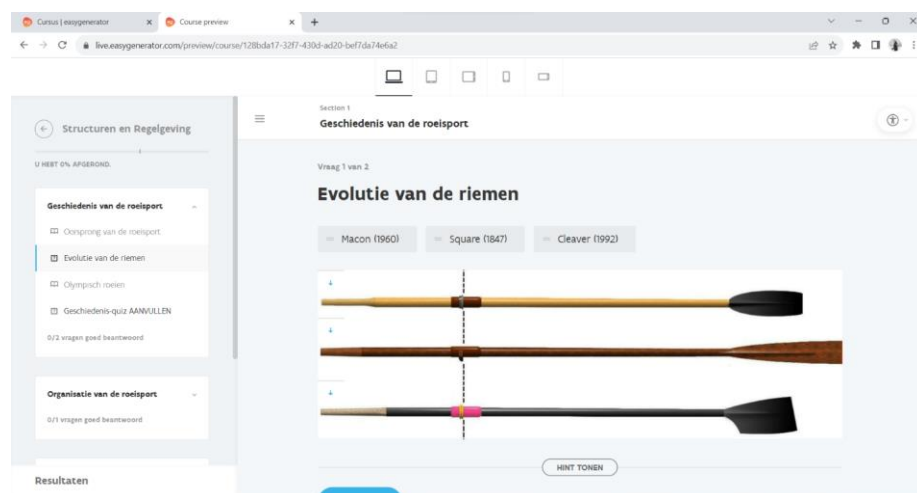 Cursus | easygenerator
Course preview
live.easygenerator.com/preview/course/128bda17-32f7-430d-ad20-bef7da74e6a2
Structuren en Regelgeving
U HEBT 0% AFGEROND.
Geschiedenis van de roeisport
Oorsprong van de roeisport
Evolutie van de riemen
Olympisch roeien
Geschiedenis-quiz AANVULLEN
0/2 vragen goed beantwoord
Organisatie van de roeisport
0/1 vragen goed beantwoord
Resultaten
Section 1
Geschiedenis van de roeisport
Vraag 1 van 2
Evolutie van de riemen
Macon (1960)
Square (1847)
Cleaver (1992)
HINT TONEN